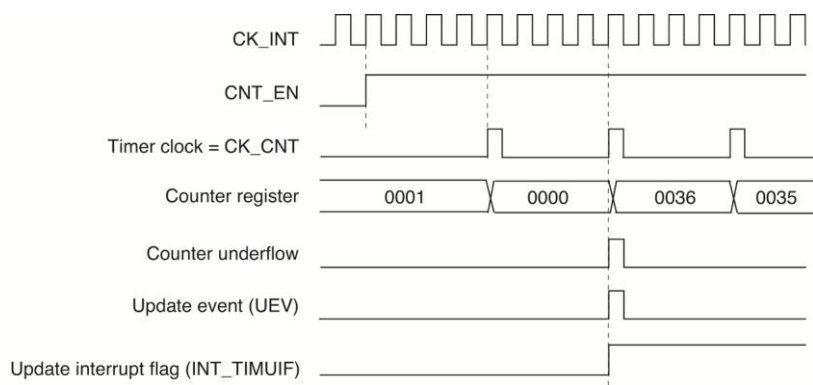 CK_INT
CNT_EN
Timer clock = CK_CNT
Counter register 0001 0000 0036 0035
Counter underflow
Update event (UEV)
Update interrupt flag (INT_TIMUIF)